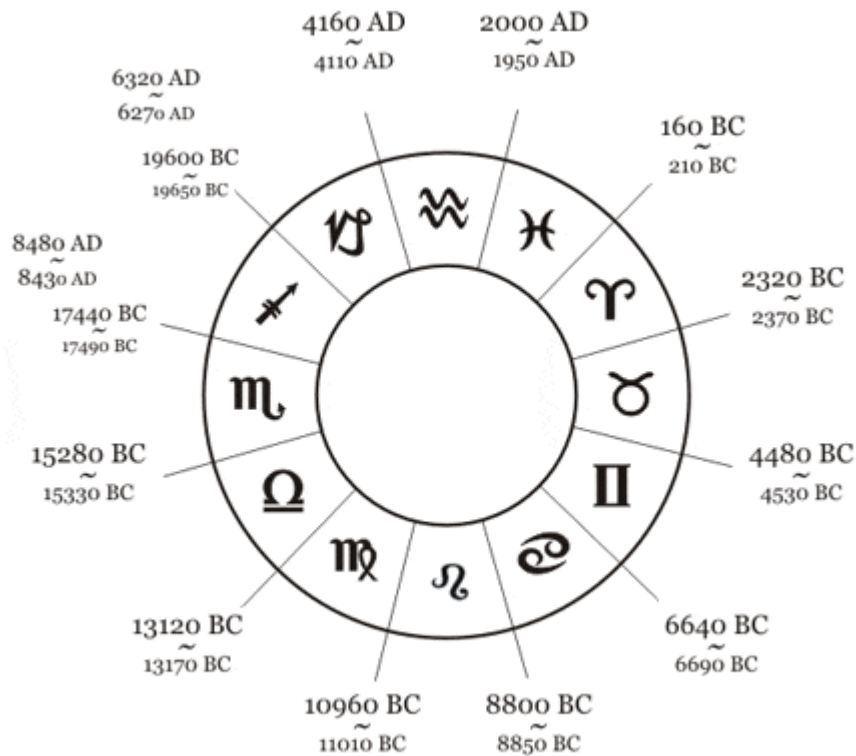 4160 AD
~
4110 AD
2000 AD
~
1950 AD
6320 AD
~
6270 AD
160 BC
~
210 BC
19600 BC
~
19650 BC
8480 AD
~
8430 AD
2320 BC
~
2370 BC
17440 BC
~
17490 BC
15280 BC
~
15330 BC
4480 BC
~
4530 BC
13120 BC
~
13170 BC
6640 BC
~
6690 BC
10960 BC
~
11010 BC
8800 BC
~
8850 BC
♒
♓
♈
♉
♊
♋
♌
♍
♎
♏
♐
♑